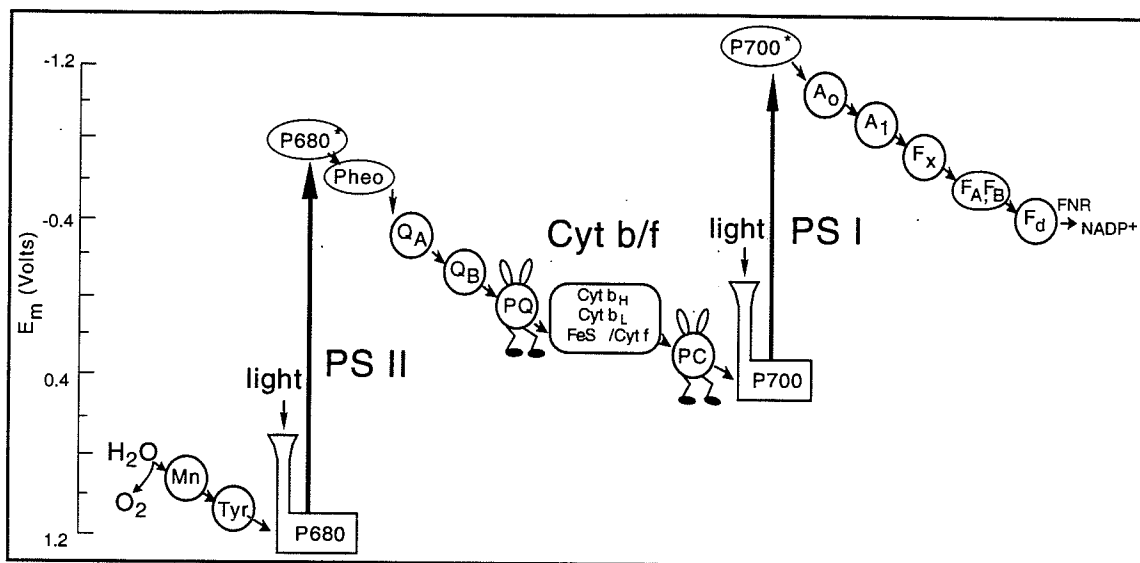 -1.2
-0.4
0.4
1.2
Em (Volts)
H2O
O2
Mn
Tyr
light
P680
PS II
P680*
Pheo
QA
QB
PQ
Cyt b/f
Cyt bH
Cyt bL
FeS /Cyt f
PC
light
P700
PS I
P700*
Ao
A1
Fx
FA,FB
Fd
FNR
NADP+